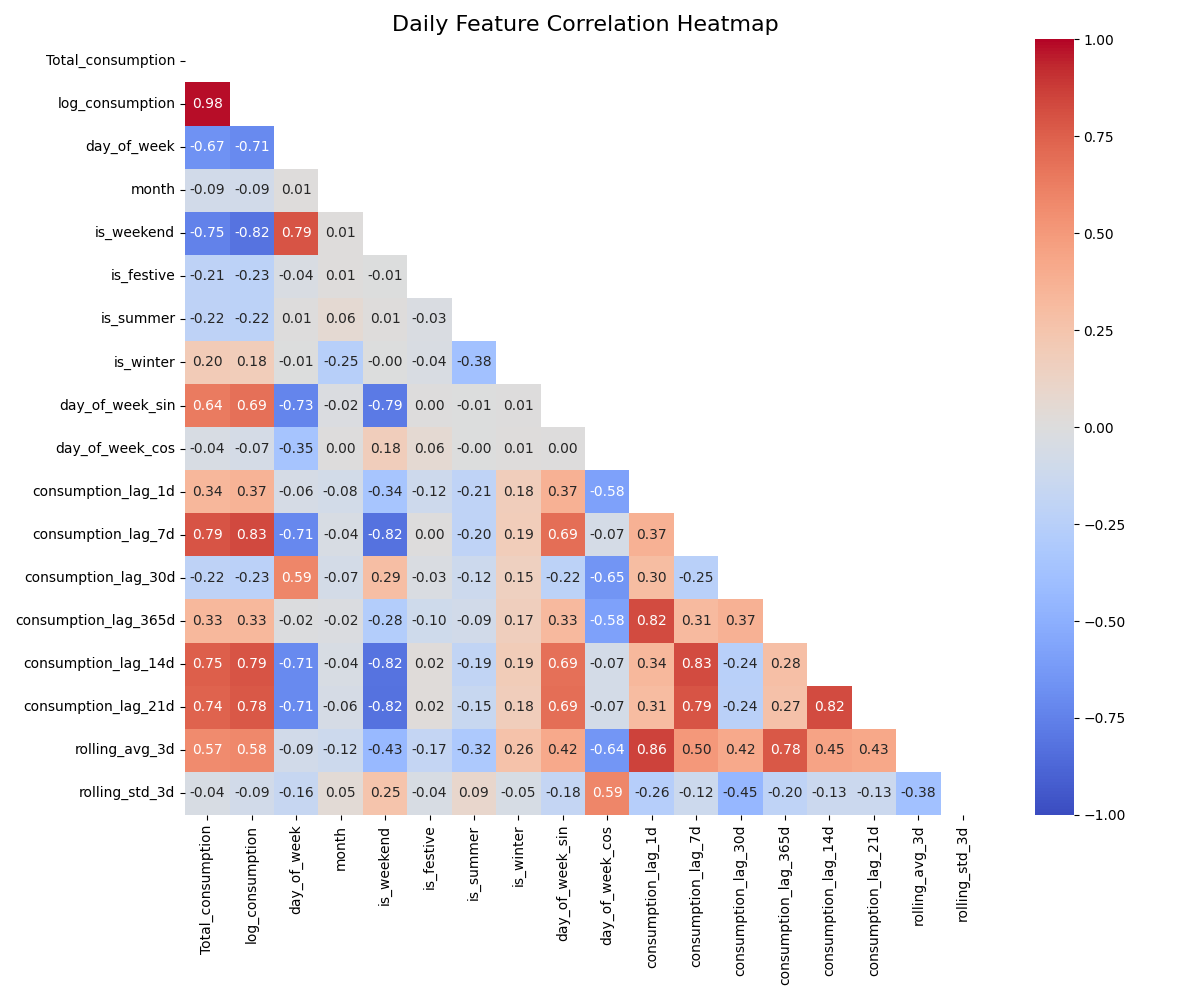 Daily Feature Correlation Heatmap
Total_consumption
log_consumption 0.98
day_of_week -0.67 -0.71
month -0.09 -0.09 0.01
is_weekend -0.75 -0.82 0.79 0.01
is_festive -0.21 -0.23 -0.04 0.01 -0.01
is_summer -0.22 -0.22 0.01 0.06 0.01 -0.03
is_winter 0.20 0.18 -0.01 -0.25 -0.00 -0.04 -0.38
day_of_week_sin 0.64 0.69 -0.73 -0.02 -0.79 0.00 -0.01 0.01
day_of_week_cos -0.04 -0.07 -0.35 0.00 0.18 0.06 -0.00 0.01 0.00
consumption_lag_1d 0.34 0.37 -0.06 -0.08 -0.34 -0.12 -0.21 0.18 0.37 -0.58
consumption_lag_7d 0.79 0.83 -0.71 -0.04 -0.82 0.00 -0.20 0.19 0.69 -0.07 0.37
consumption_lag_30d -0.22 -0.23 0.59 -0.07 0.29 -0.03 -0.12 0.15 -0.22 -0.65 0.30 -0.25
consumption_lag_365d 0.33 0.33 -0.02 -0.02 -0.28 -0.10 -0.09 0.17 0.33 -0.58 0.82 0.31 0.37
consumption_lag_14d 0.75 0.79 -0.71 -0.04 -0.82 0.02 -0.19 0.19 0.69 -0.07 0.34 0.83 -0.24 0.28
consumption_lag_21d 0.74 0.78 -0.71 -0.06 -0.82 0.02 -0.15 0.18 0.69 -0.07 0.31 0.79 -0.24 0.27 0.82
rolling_avg_3d 0.57 0.58 -0.09 -0.12 -0.43 -0.17 -0.32 0.26 0.42 -0.64 0.86 0.50 0.42 0.78 0.45 0.43
rolling_std_3d -0.04 -0.09 -0.16 0.05 0.25 -0.04 0.09 -0.05 -0.18 0.59 -0.26 -0.12 -0.45 -0.20 -0.13 -0.13 -0.38
Total_consumption
log_consumption
day_of_week
month
is_weekend
is_festive
is_summer
is_winter
day_of_week_sin
day_of_week_cos
consumption_lag_1d
consumption_lag_7d
consumption_lag_30d
consumption_lag_365d
consumption_lag_14d
consumption_lag_21d
rolling_avg_3d
rolling_std_3d
1.00
0.75
0.50
0.25
0.00
−0.25
−0.50
−0.75
−1.00